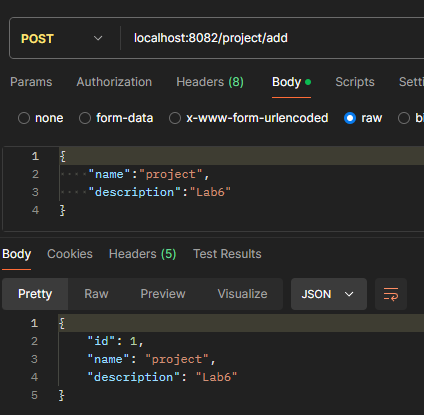 POST localhost:8082/project/add
Params Authorization Headers (8) Body Scripts Setti
none form-data x-www-form-urlencoded raw bi
1 {
2 ····"name":"project",
3 ····"description":"Lab6"
4 }
Body Cookies Headers (5) Test Results
Pretty Raw Preview Visualize JSON
1 {
2     "id": 1,
3     "name": "project",
4     "description": "Lab6"
5 }